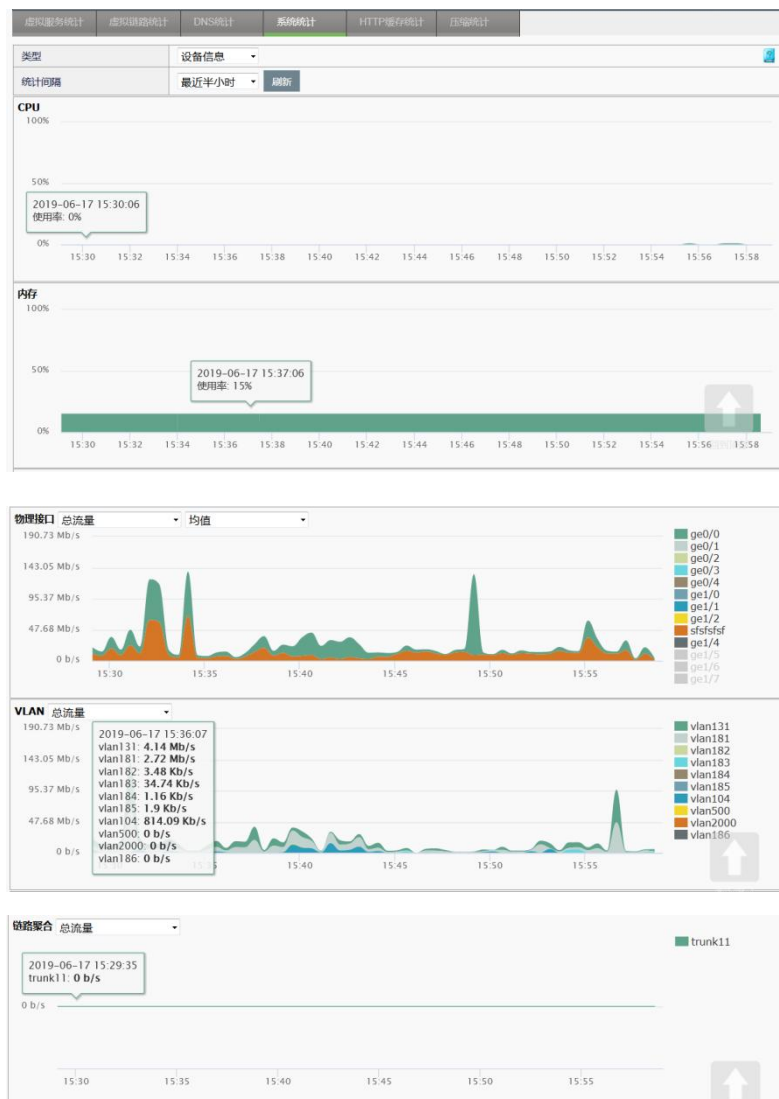 虚拟服务统计 虚拟链路统计 DNS统计 系统统计 HTTP缓存统计 压缩统计
类型 设备信息
统计间隔 最近半小时 刷新
CPU
100%
50%
2019-06-17 15:30:06
使用率: 0%
0%
15:30 15:32 15:34 15:36 15:38 15:40 15:42 15:44 15:46 15:48 15:50 15:52 15:54 15:56 15:58
内存
100%
50%
2019-06-17 15:37:06
使用率: 15%
0%
15:30 15:32 15:34 15:36 15:38 15:40 15:42 15:44 15:46 15:48 15:50 15:52 15:54 15:56 15:58
物理接口 总流量 均值
190.73 Mb/s
143.05 Mb/s
95.37 Mb/s
47.68 Mb/s
0 b/s
15:30 15:35 15:40 15:45 15:50 15:55
ge0/0
ge0/1
ge0/2
ge0/3
ge0/4
ge1/0
ge1/1
ge1/2
sfsfsfsf
ge1/4
ge1/5
ge1/6
ge1/7
VLAN 总流量
190.73 Mb/s
143.05 Mb/s
95.37 Mb/s
47.68 Mb/s
0 b/s
2019-06-17 15:36:07
vlan131: 4.14 Mb/s
vlan181: 2.72 Mb/s
vlan182: 3.48 Kb/s
vlan183: 34.74 Kb/s
vlan184: 1.16 Kb/s
vlan185: 1.9 Kb/s
vlan104: 814.09 Kb/s
vlan500: 0 b/s
vlan2000: 0 b/s
vlan186: 0 b/s
15:40 15:45 15:50 15:55
vlan131
vlan181
vlan182
vlan183
vlan184
vlan185
vlan104
vlan500
vlan2000
vlan186
链路聚合 总流量
trunk11
2019-06-17 15:29:35
trunk11: 0 b/s
0 b/s
15:30 15:35 15:40 15:45 15:50 15:55